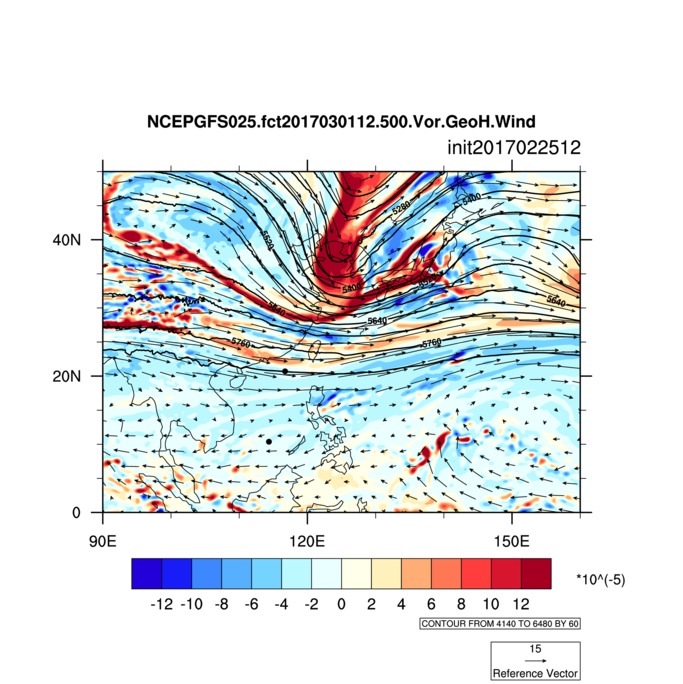 NCEPGFS025.fct2017030112.500.Vor.GeoH.Wind
init2017022512
40N
20N
0
90E 120E 150E
5280
5400
5520
5400
5640
5640
5640
5760
5760
-12 -10 -8 -6 -4 -2 0 2 4 6 8 10 12
*10^(-5)
CONTOUR FROM 4140 TO 6480 BY 60
15
Reference Vector